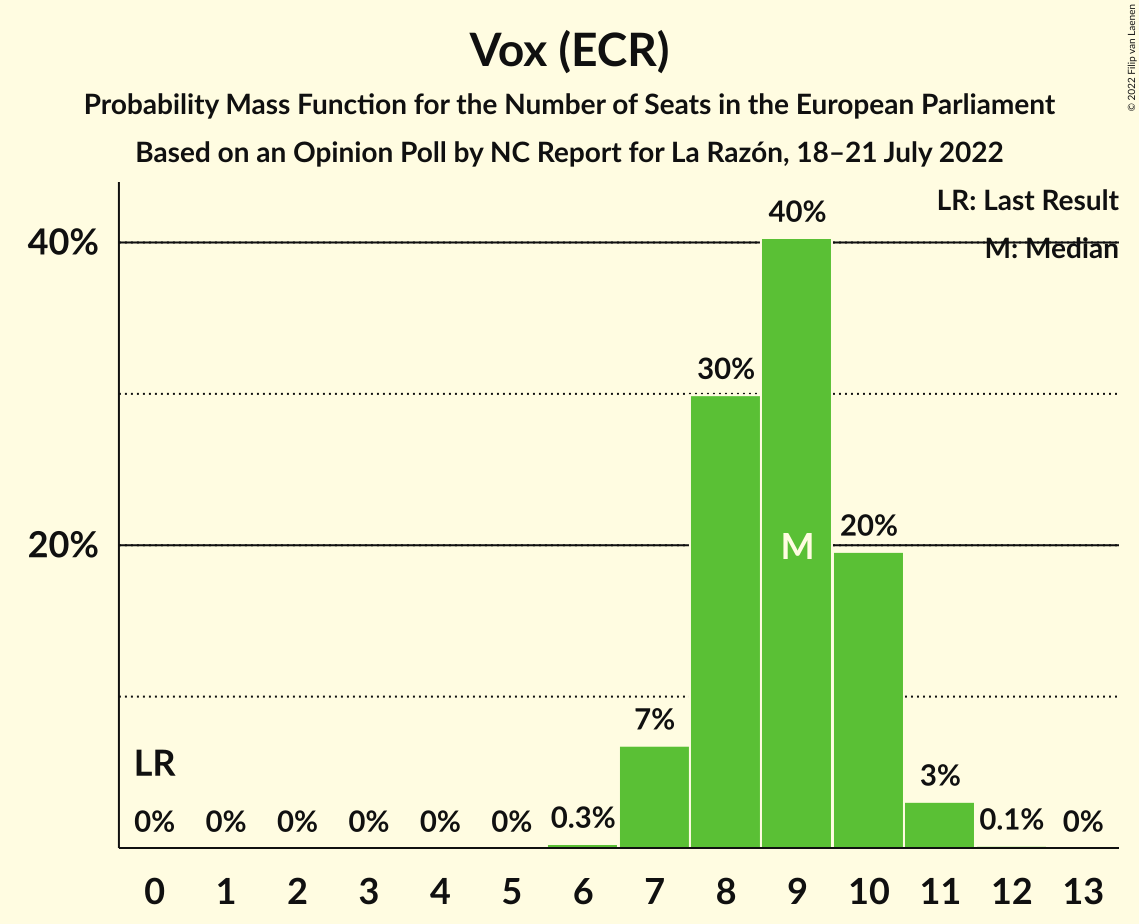 Vox (ECR)
Probability Mass Function for the Number of Seats in the European Parliament
Based on an Opinion Poll by NC Report for La Razón, 18–21 July 2022
© 2022 Filip van Laenen
LR: Last Result
M: Median
40%
20%
40%
30%
20%
M
7%
3%
LR
0% 0% 0% 0% 0% 0% 0.3% 0.1% 0%
0 1 2 3 4 5 6 7 8 9 10 11 12 13